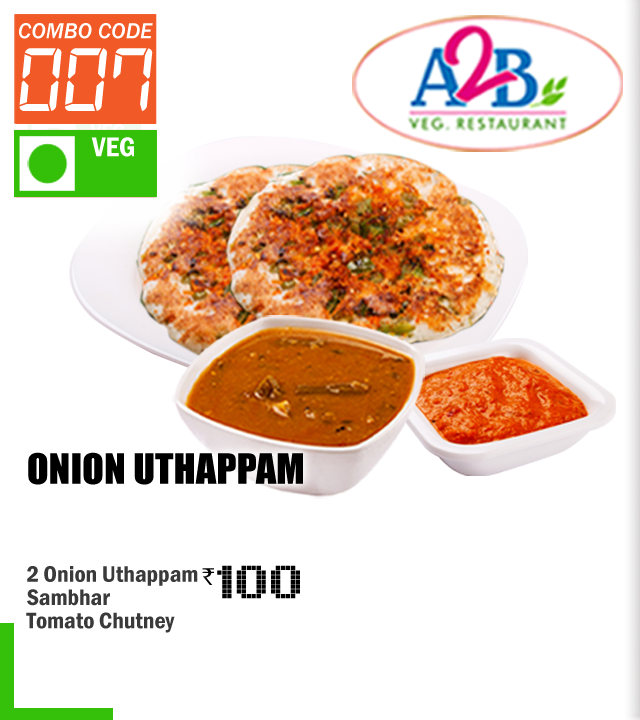 COMBO CODE
007
VEG
A2B
VEG. RESTAURANT
ONION UTHAPPAM
2 Onion Uthappam ₹100
Sambhar
Tomato Chutney